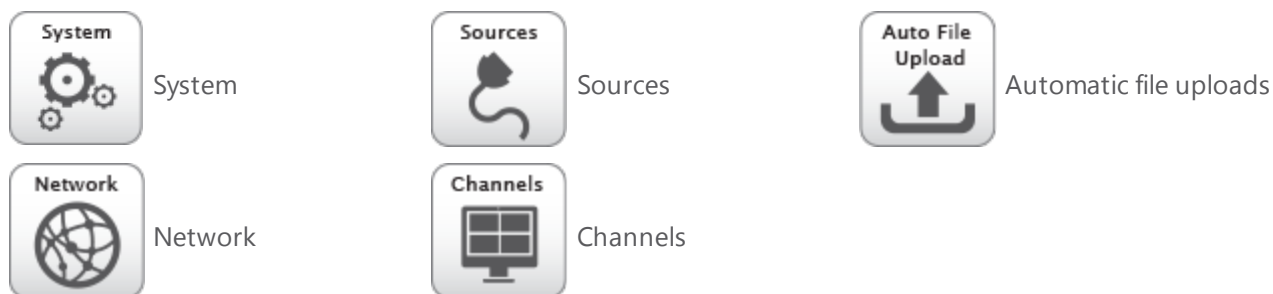 System
System
Sources
Sources
Auto File
Upload
Automatic file uploads
Network
Network
Channels
Channels